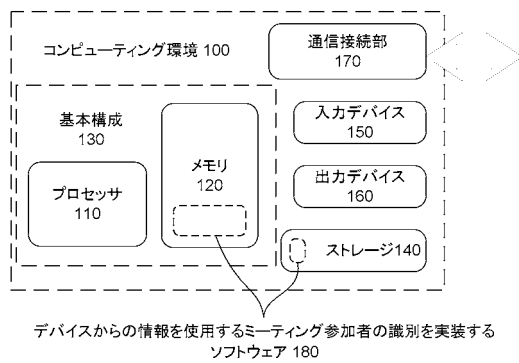 コンピューティング環境 100
通信接続部
170
基本構成
130
メモリ
120
プロセッサ
110
入力デバイス
150
出力デバイス
160
ストレージ140
デバイスからの情報を使用するミーティング参加者の識別を実装する
ソフトウェア 180